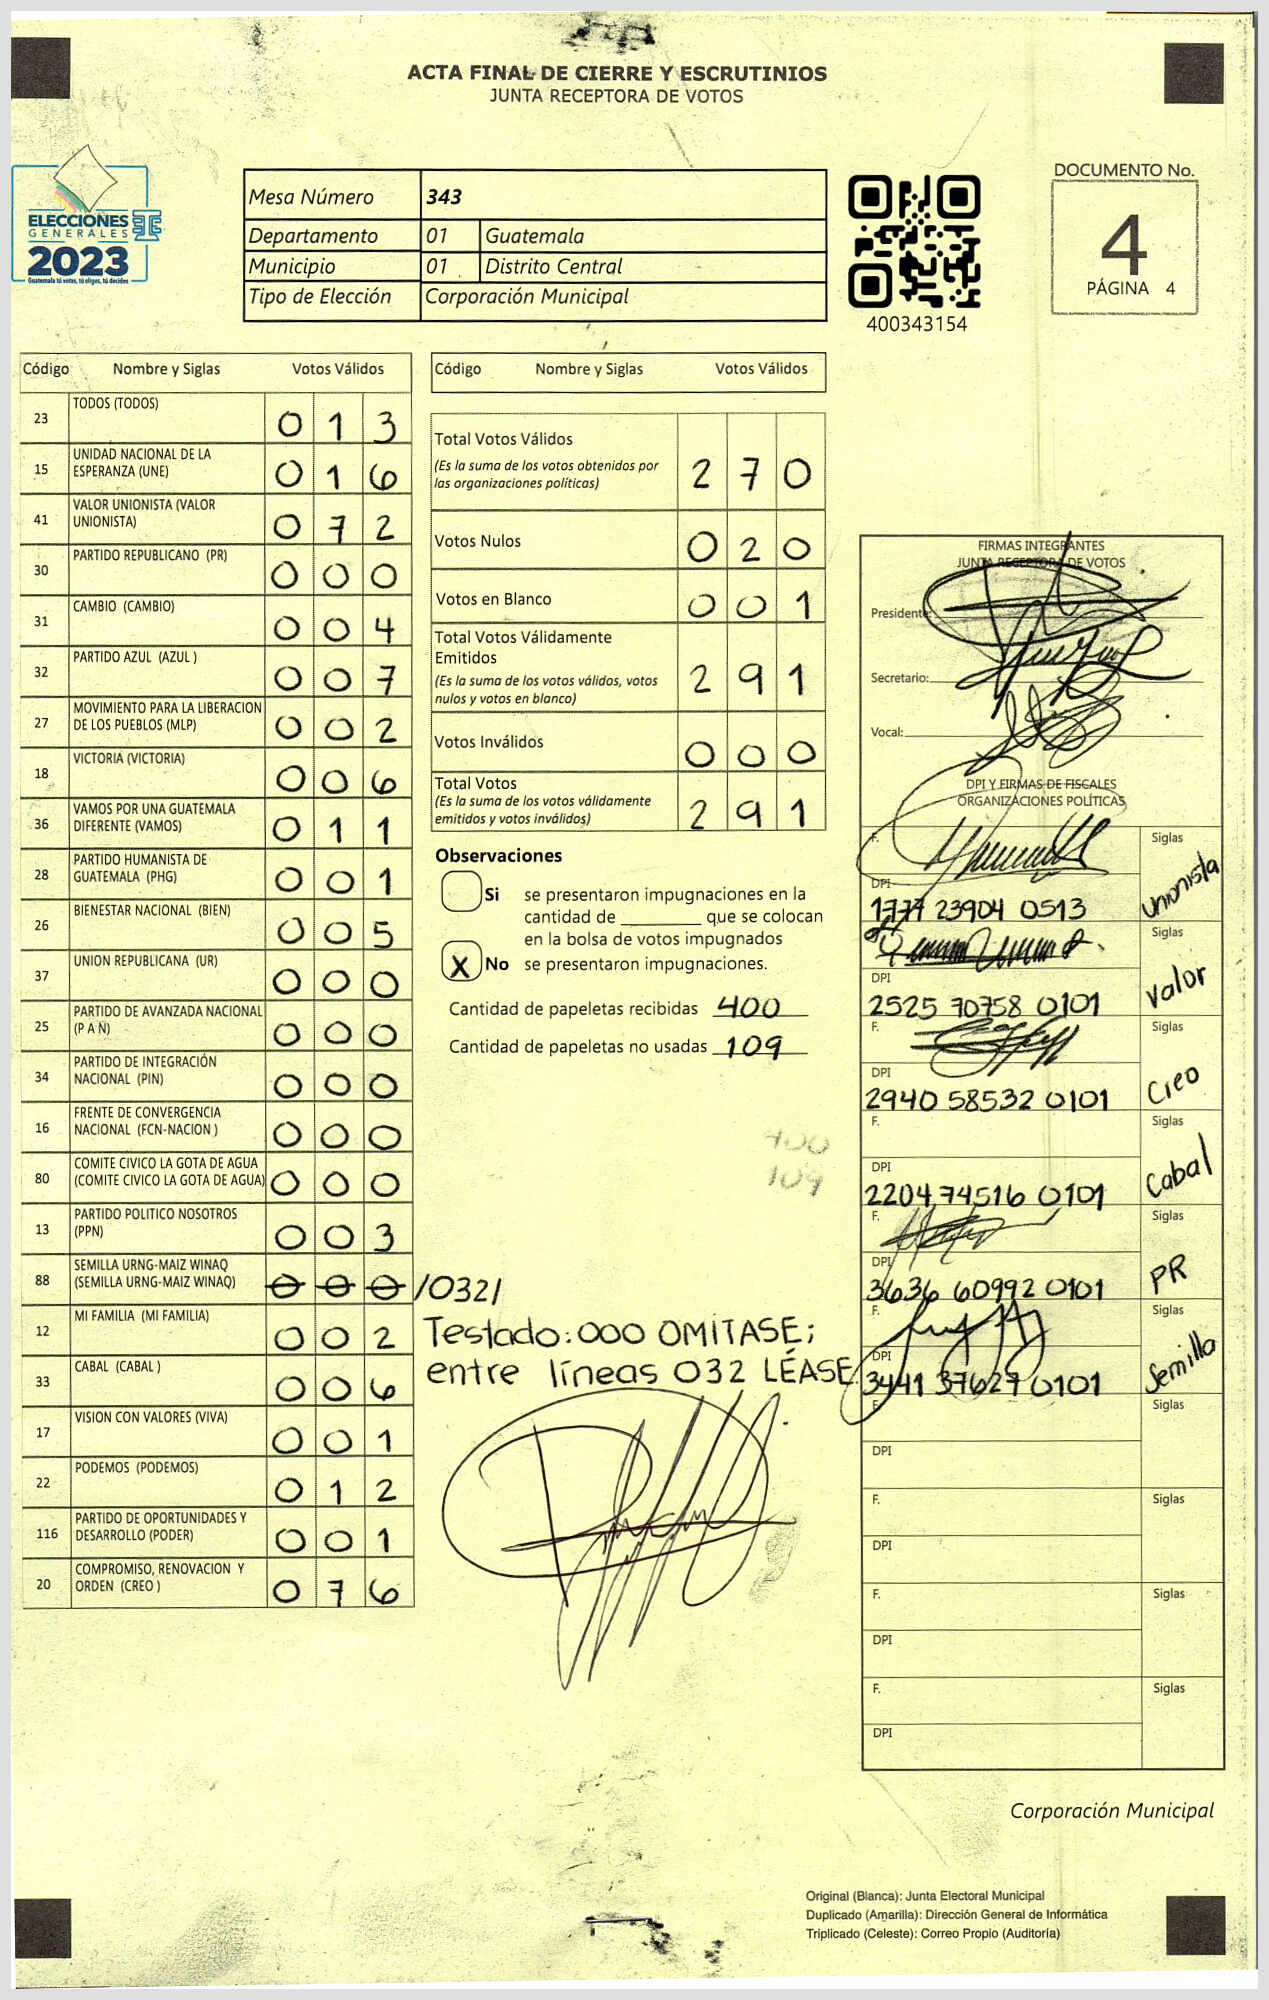 ACTA FINAL DE CIERRE Y ESCRUTINIOS
JUNTA RECEPTORA DE VOTOS
ELECCIONES
GENERALES
2023
Guatemala tú votes, tú eliges, tú decides
Mesa Número 343
Departamento 01 Guatemala
Municipio 01 Distrito Central
Tipo de Elección Corporación Municipal
400343154
DOCUMENTO No.
4
PÁGINA 4
Código Nombre y Siglas Votos Válidos
23 TODOS (TODOS) 0 1 3
15 UNIDAD NACIONAL DE LA
ESPERANZA (UNE) 0 1 6
41 VALOR UNIONISTA (VALOR
UNIONISTA) 0 7 2
30 PARTIDO REPUBLICANO (PR) 0 0 0
31 CAMBIO (CAMBIO) 0 0 4
32 PARTIDO AZUL (AZUL ) 0 0 7
27 MOVIMIENTO PARA LA LIBERACION
DE LOS PUEBLOS (MLP) 0 0 2
18 VICTORIA (VICTORIA) 0 0 6
36 VAMOS POR UNA GUATEMALA
DIFERENTE (VAMOS) 0 1 1
28 PARTIDO HUMANISTA DE
GUATEMALA (PHG) 0 0 1
26 BIENESTAR NACIONAL (BIEN) 0 0 5
37 UNION REPUBLICANA (UR) 0 0 0
25 PARTIDO DE AVANZADA NACIONAL
(P A N) 0 0 0
34 PARTIDO DE INTEGRACIÓN
NACIONAL (PIN) 0 0 0
16 FRENTE DE CONVERGENCIA
NACIONAL (FCN-NACION ) 0 0 0
80 COMITE CIVICO LA GOTA DE AGUA
(COMITE CIVICO LA GOTA DE AGUA) 0 0 0
13 PARTIDO POLITICO NOSOTROS
(PPN) 0 0 3
88 SEMILLA URNG-MAIZ WINAQ
(SEMILLA URNG-MAIZ WINAQ) 0 0 0 /032/
12 MI FAMILIA (MI FAMILIA) 0 0 2
33 CABAL (CABAL ) 0 0 6
17 VISION CON VALORES (VIVA) 0 0 1
22 PODEMOS (PODEMOS) 0 1 2
116 PARTIDO DE OPORTUNIDADES Y
DESARROLLO (PODER) 0 0 1
20 COMPROMISO, RENOVACION Y
ORDEN (CREO ) 0 7 6
Código Nombre y Siglas Votos Válidos
Total Votos Válidos
(Es la suma de los votos obtenidos por
las organizaciones políticas) 2 7 0
Votos Nulos 0 2 0
Votos en Blanco 0 0 1
Total Votos Válidamente
Emitidos
(Es la suma de los votos válidos, votos
nulos y votos en blanco) 2 9 1
Votos Inválidos 0 0 0
Total Votos
(Es la suma de los votos válidamente
emitidos y votos inválidos) 2 9 1
Observaciones
Si se presentaron impugnaciones en la
cantidad de ________ que se colocan
en la bolsa de votos impugnados
X No se presentaron impugnaciones.
Cantidad de papeletas recibidas 400
Cantidad de papeletas no usadas 109
400
109
Testado: 000 OMITASE;
entre líneas 032 LÉASE
FIRMAS INTEGRANTES
JUNTA RECEPTORA DE VOTOS
Presidente:
Secretario:
Vocal:
DPI Y FIRMAS DE FISCALES
ORGANIZACIONES POLÍTICAS
F. Siglas
DPI
1777 23904 0513 Unionista
Siglas
DPI
2525 70758 0101 Valor
F. Siglas
DPI
2940 58532 0101 Creo
F. Siglas
DPI
2204 74516 0101 Cabal
F. Siglas
DPI
3636 60992 0101 PR
F. Siglas
DPI
3441 37627 0101 Semilla
F. Siglas
DPI
F. Siglas
DPI
F. Siglas
DPI
F. Siglas
DPI
Corporación Municipal
Original (Blanca): Junta Electoral Municipal
Duplicado (Amarilla): Dirección General de Informática
Triplicado (Celeste): Correo Propio (Auditoría)